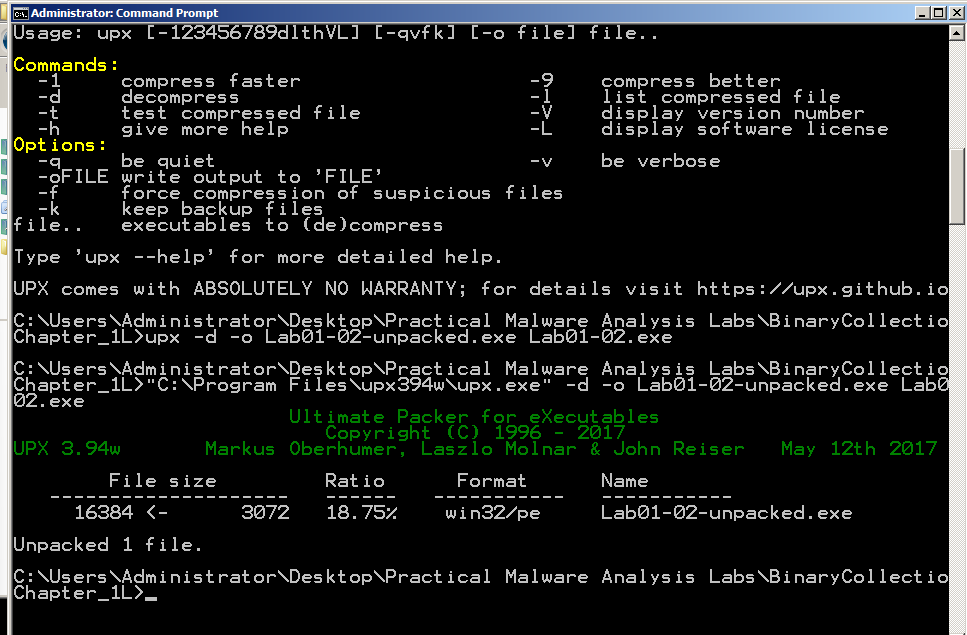 Administrator: Command Prompt
Usage: upx [-123456789dlthVL] [-qvfk] [-o file] file..
Commands:
-1 compress faster -9 compress better
-d decompress -l list compressed file
-t test compressed file -V display version number
-h give more help -L display software license
Options:
-q be quiet -v be verbose
-oFILE write output to 'FILE'
-f force compression of suspicious files
-k keep backup files
file.. executables to (de)compress
Type 'upx --help' for more detailed help.
UPX comes with ABSOLUTELY NO WARRANTY; for details visit https://upx.github.io
C:\Users\Administrator\Desktop\Practical Malware Analysis Labs\BinaryCollectio
Chapter_1L>upx -d -o Lab01-02-unpacked.exe Lab01-02.exe
C:\Users\Administrator\Desktop\Practical Malware Analysis Labs\BinaryCollectio
Chapter_1L>"C:\Program Files\upx394w\upx.exe" -d -o Lab01-02-unpacked.exe Lab0
02.exe
Ultimate Packer for eXecutables
Copyright (C) 1996 - 2017
UPX 3.94w Markus Oberhumer, Laszlo Molnar & John Reiser May 12th 2017
File size Ratio Format Name
-------------------- ------ ----------- -----------
16384 <- 3072 18.75% win32/pe Lab01-02-unpacked.exe
Unpacked 1 file.
C:\Users\Administrator\Desktop\Practical Malware Analysis Labs\BinaryCollectio
Chapter_1L>_